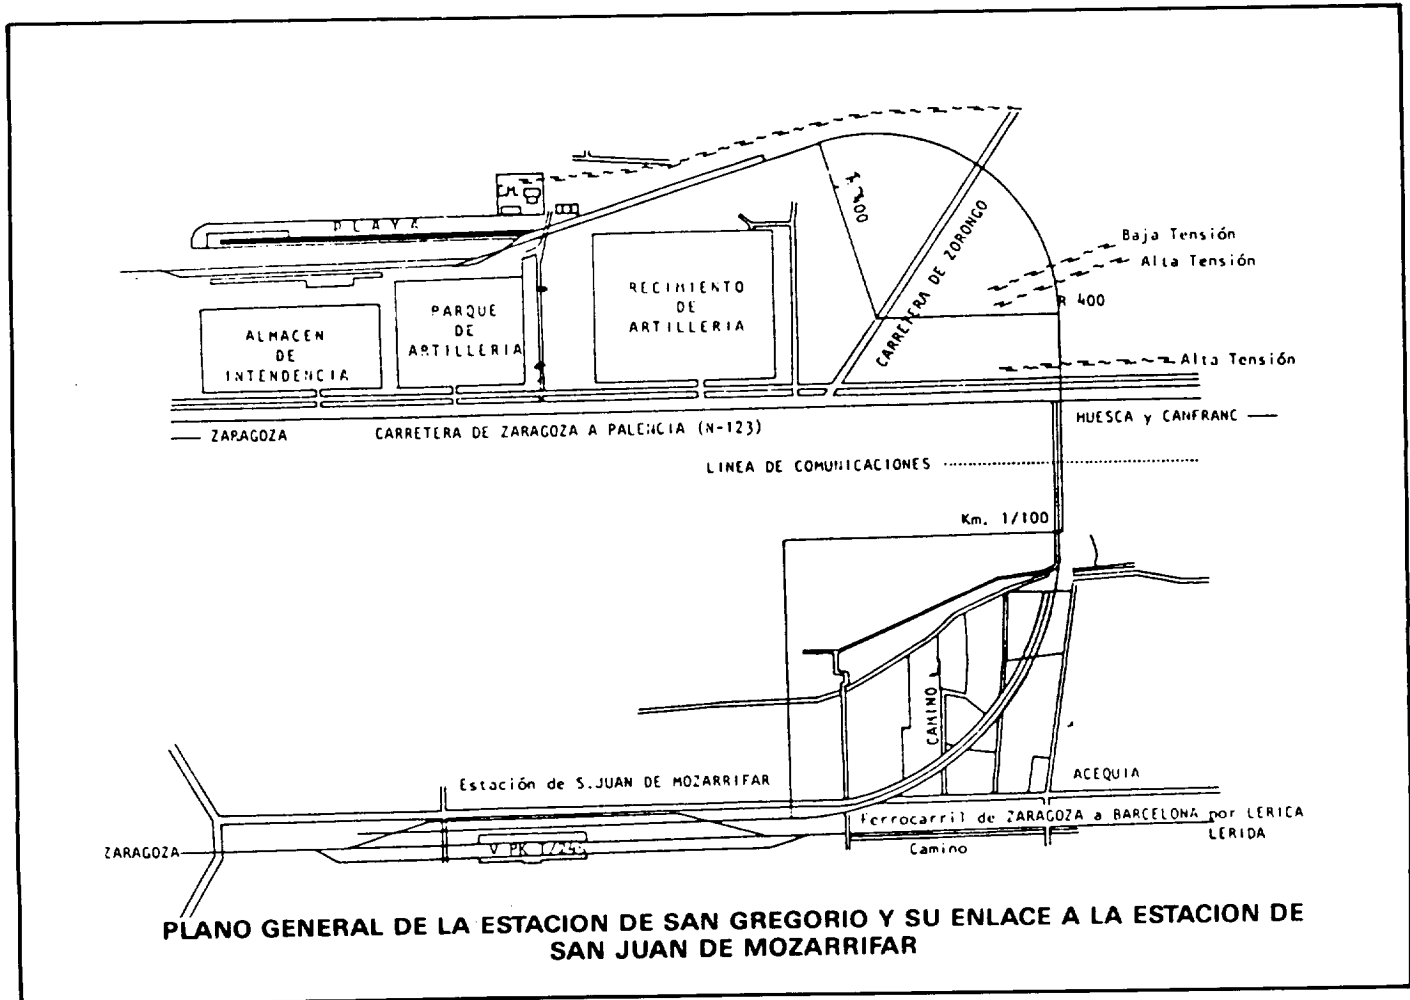 C.M.
PLAYA
R 400
CARRETERA DE ZORONGO
Baja Tensión
Alta Tensión
R 400
RECIMIENTO
DE
ARTILLERIA
PARQUE
DE
ARTILLERIA
ALMACEN
DE
INTENDENCIA
Alta Tensión
ZARAGOZA
CARRETERA DE ZARAGOZA A PALENCIA (N-123)
HUESCA y CANFRANC
LINEA DE COMUNICACIONES
Km. 1/100
CAMINO
Estación de S.JUAN DE MOZARRIFAR
ACEQUIA
Ferrocarril de ZARAGOZA a BARCELONA por LERICA
LERIDA
ZARAGOZA
V PK
Camino
PLANO GENERAL DE LA ESTACION DE SAN GREGORIO Y SU ENLACE A LA ESTACION DE
SAN JUAN DE MOZARRIFAR